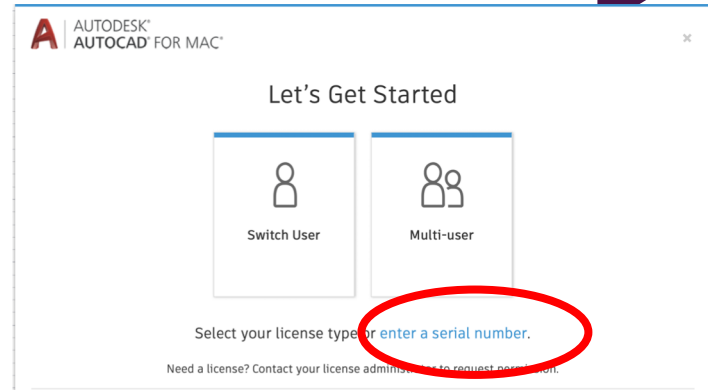 AUTODESK®
AUTOCAD® FOR MAC®
Let's Get Started
Switch User
Multi-user
Select your license type or enter a serial number.
Need a license? Contact your license administrator to request permission.